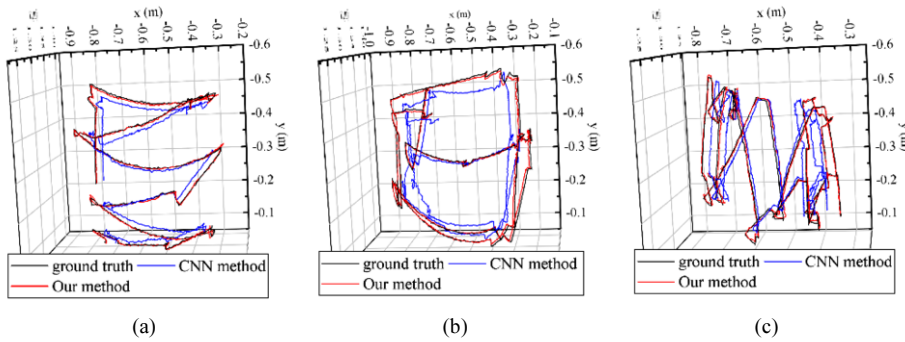 x (m)
-0.9 -0.8 -0.7 -0.6 -0.5 -0.4 -0.3 -0.2
-0.6
-0.5
-0.4
-0.3
-0.2
-0.1
y (m)
ground truth
CNN method
Our method
(a)
x (m)
-1.0 -0.9 -0.8 -0.7 -0.6 -0.5 -0.4 -0.3 -0.2 -0.1
-0.6
-0.5
-0.4
-0.3
-0.2
-0.1
y (m)
ground truth
CNN method
Our method
(b)
x (m)
-0.8 -0.7 -0.6 -0.5 -0.4 -0.3
-0.6
-0.5
-0.4
-0.3
-0.2
-0.1
y (m)
ground truth
CNN method
Our method
(c)